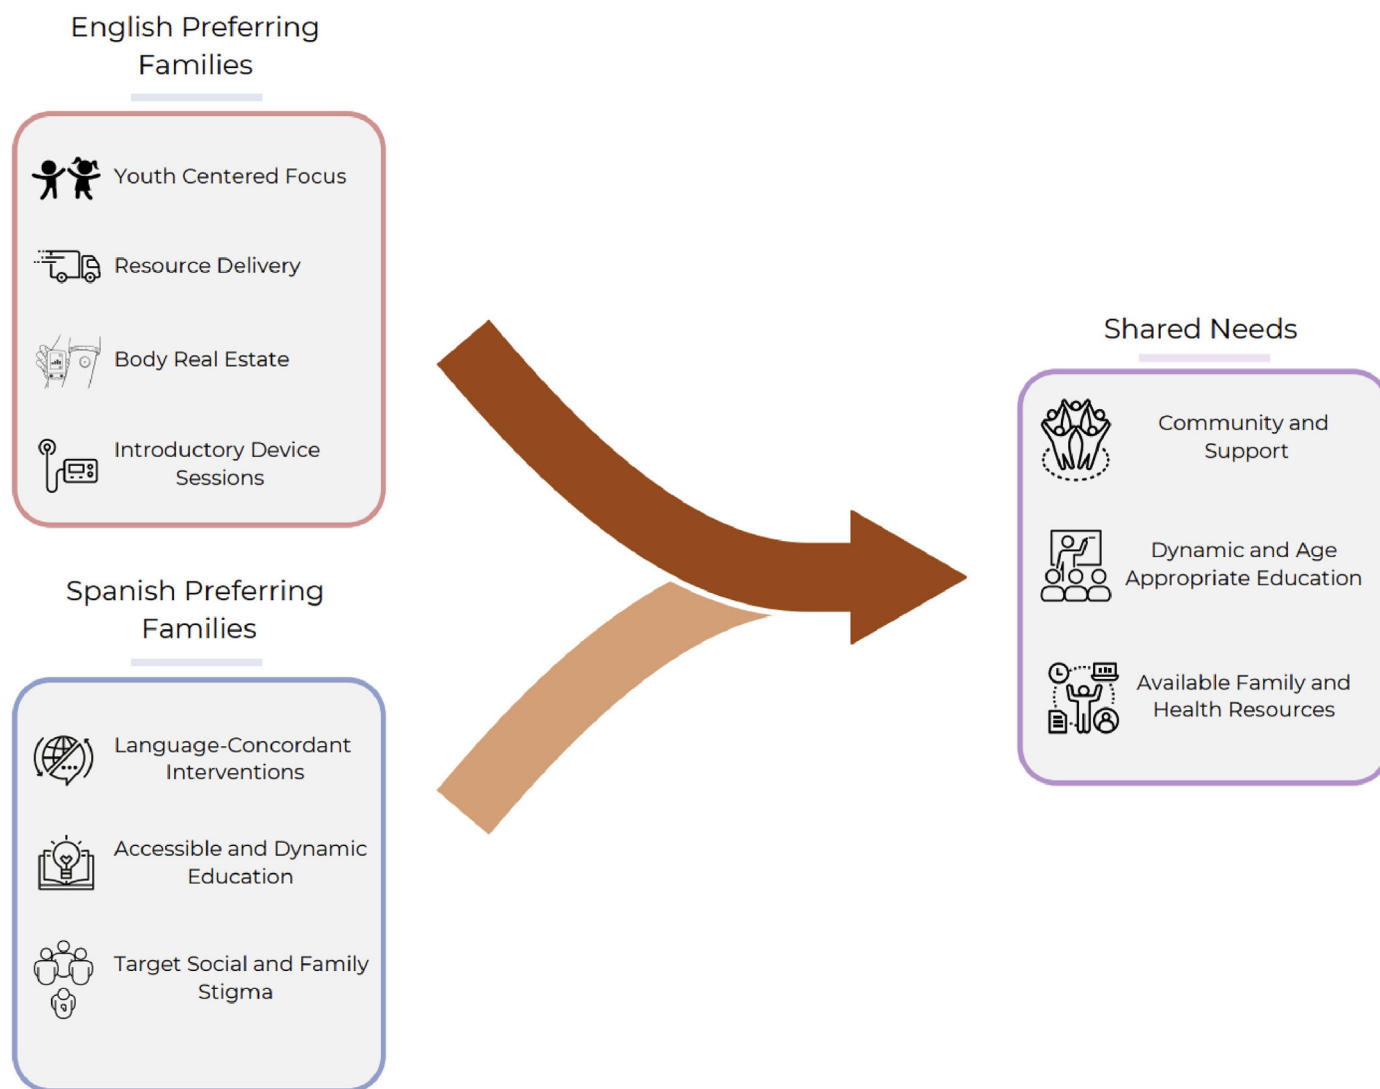 English Preferring
Families
Youth Centered Focus
Resource Delivery
Body Real Estate
Introductory Device
Sessions
Spanish Preferring
Families
Language-Concordant
Interventions
Accessible and Dynamic
Education
Target Social and Family
Stigma
Shared Needs
Community and
Support
Dynamic and Age
Appropriate Education
Available Family and
Health Resources